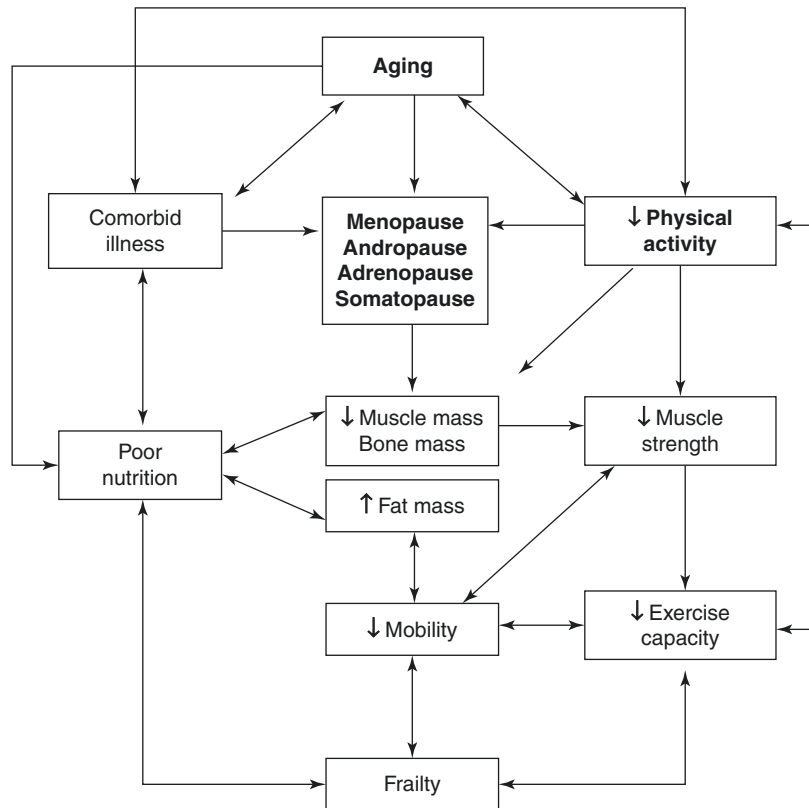 Aging
Comorbid
illness
Menopause
Andropause
Adrenopause
Somatopause
↓ Physical
activity
Poor
nutrition
↓ Muscle mass
Bone mass
↓ Muscle
strength
↑ Fat mass
↓ Mobility
↓ Exercise
capacity
Frailty